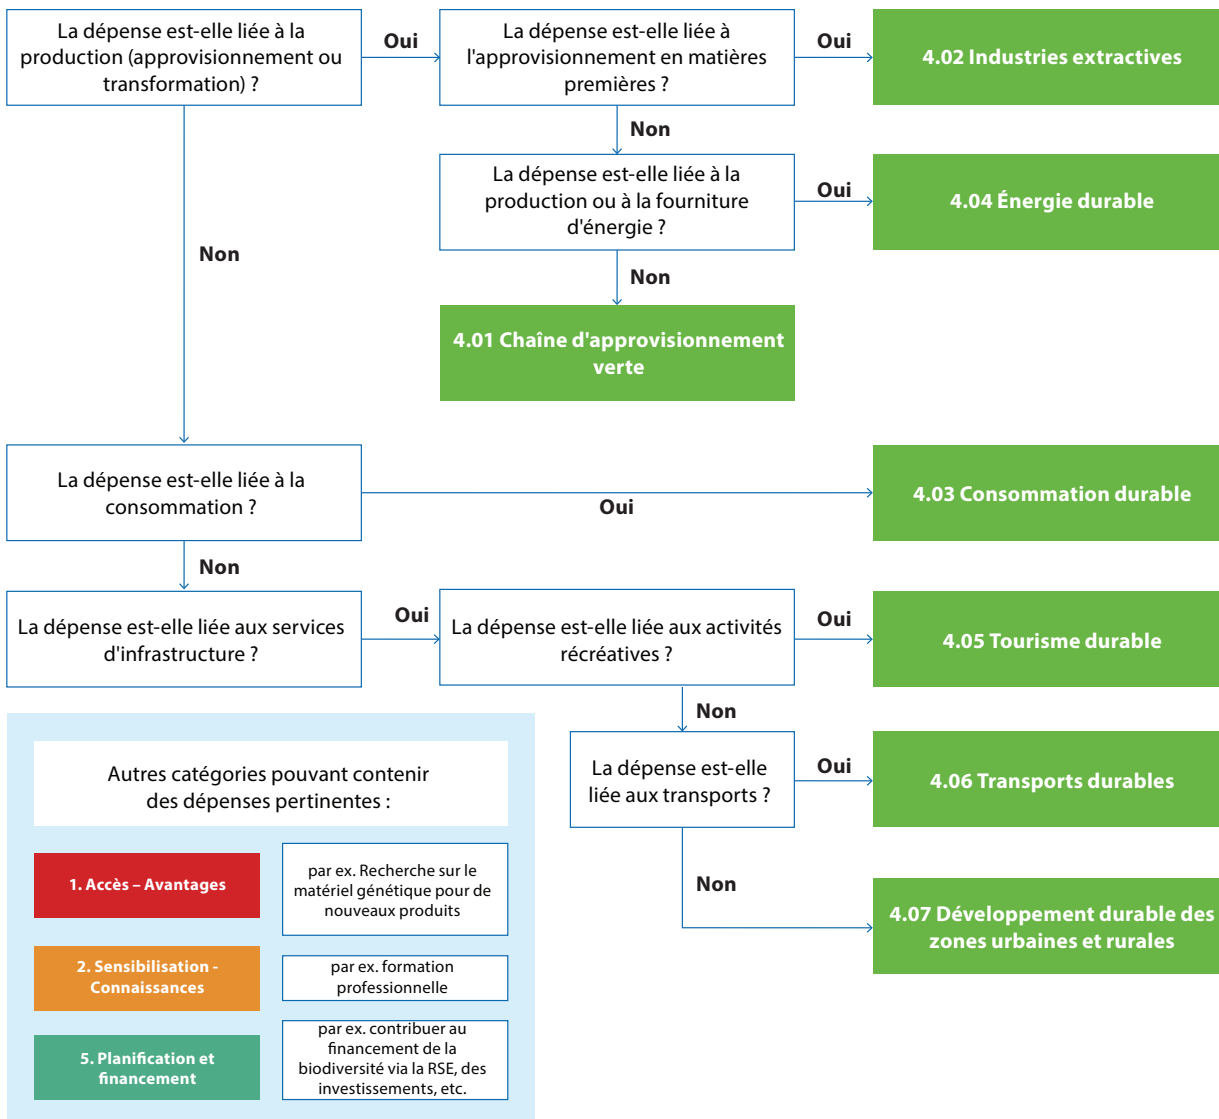 La dépense est-elle liée à la
production (approvisionnement ou
transformation) ?
Oui
La dépense est-elle liée à
l'approvisionnement en matières
premières ?
Oui
4.02 Industries extractives
Non
La dépense est-elle liée à la
production ou à la fourniture
d'énergie ?
Oui
4.04 Énergie durable
Non
Non
4.01 Chaîne d'approvisionnement
verte
La dépense est-elle liée à la
consommation ?
Oui
4.03 Consommation durable
Non
La dépense est-elle liée aux services
d'infrastructure ?
Oui
La dépense est-elle liée aux activités
récréatives ?
Oui
4.05 Tourisme durable
Non
La dépense est-elle
liée aux transports ?
Oui
4.06 Transports durables
Non
4.07 Développement durable des
zones urbaines et rurales
Autres catégories pouvant contenir
des dépenses pertinentes :
1. Accès – Avantages
par ex. Recherche sur le
matériel génétique pour de
nouveaux produits
2. Sensibilisation -
Connaissances
par ex. formation
professionnelle
5. Planification et
financement
par ex. contribuer au
financement de la
biodiversité via la RSE, des
investissements, etc.